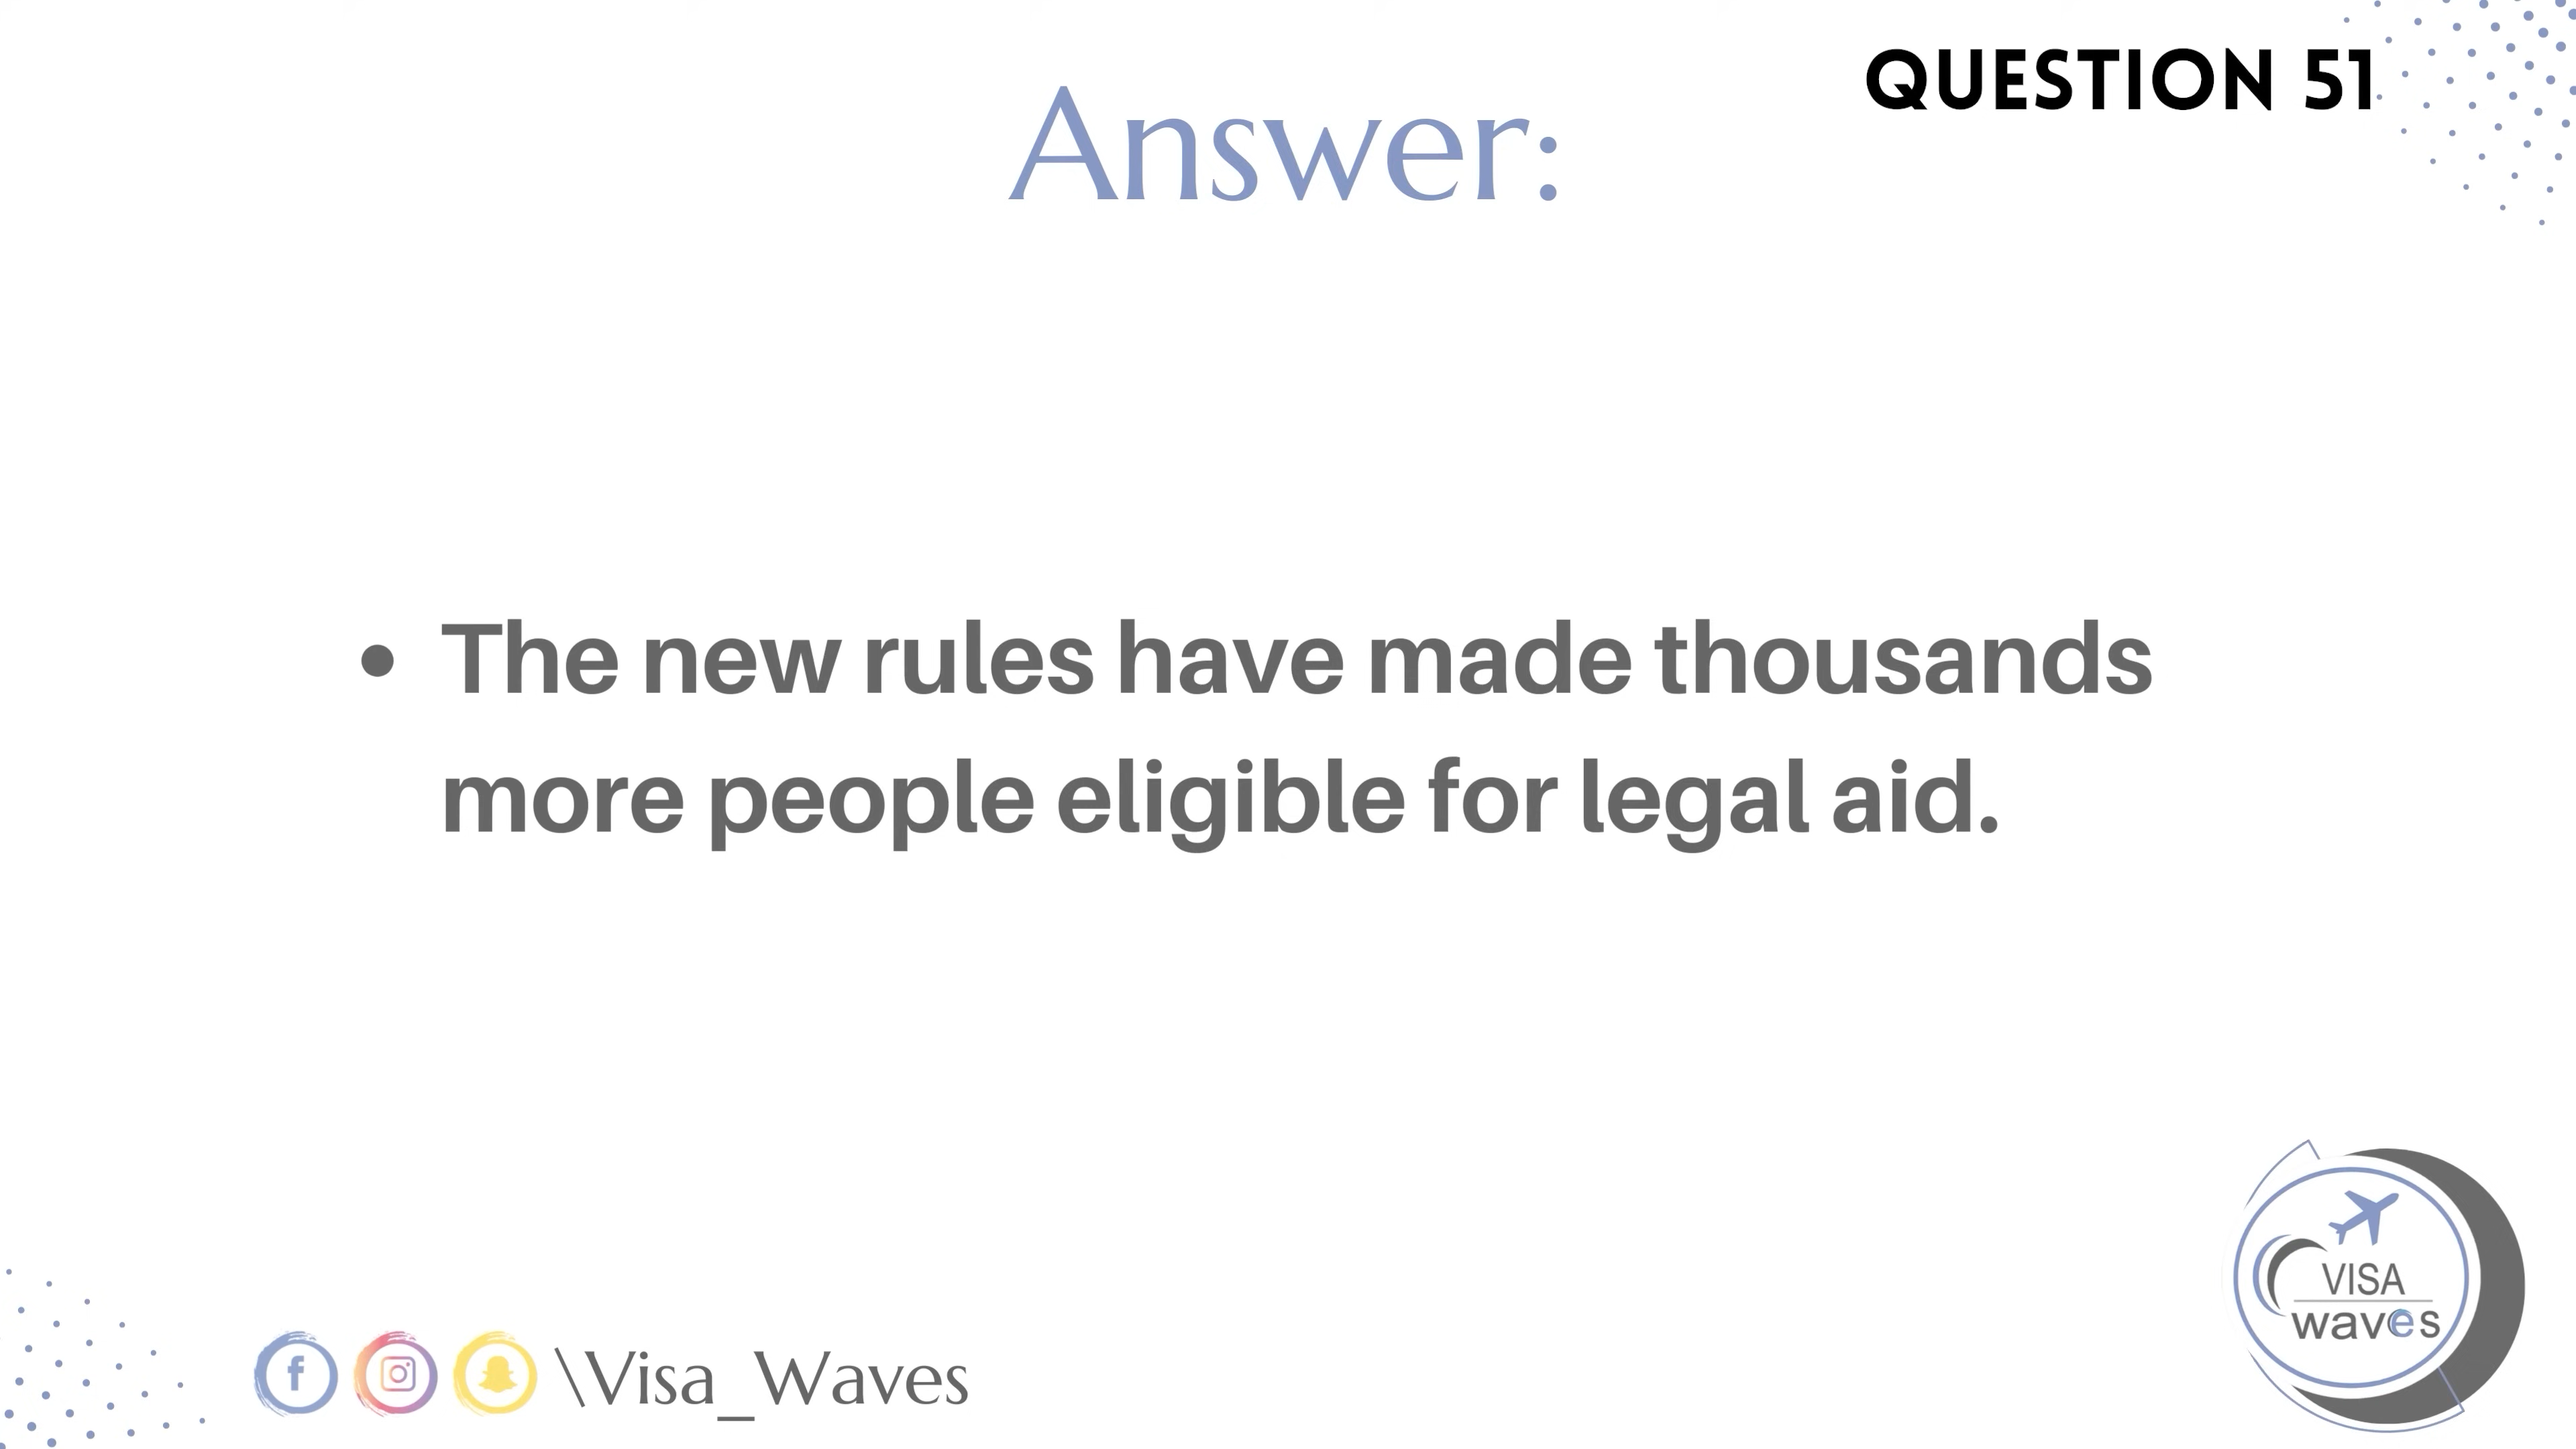 QUESTION 51
Answer:
• The new rules have made thousands
more people eligible for legal aid.
\Visa_Waves
VISA
waves